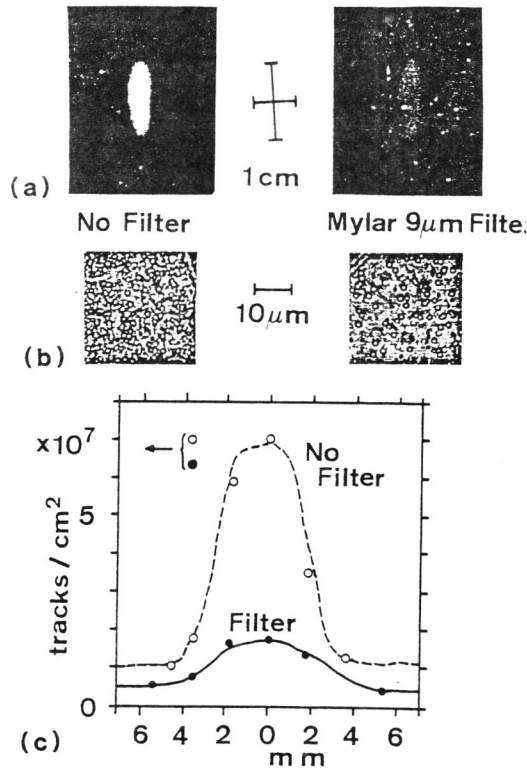 (a)
1cm
No Filter
Mylar 9μm Filte
(b)
10μm
(c)
×10⁷
No
Filter
5
Filter
0
tracks / cm²
6 4 2 0 2 4 6
mm